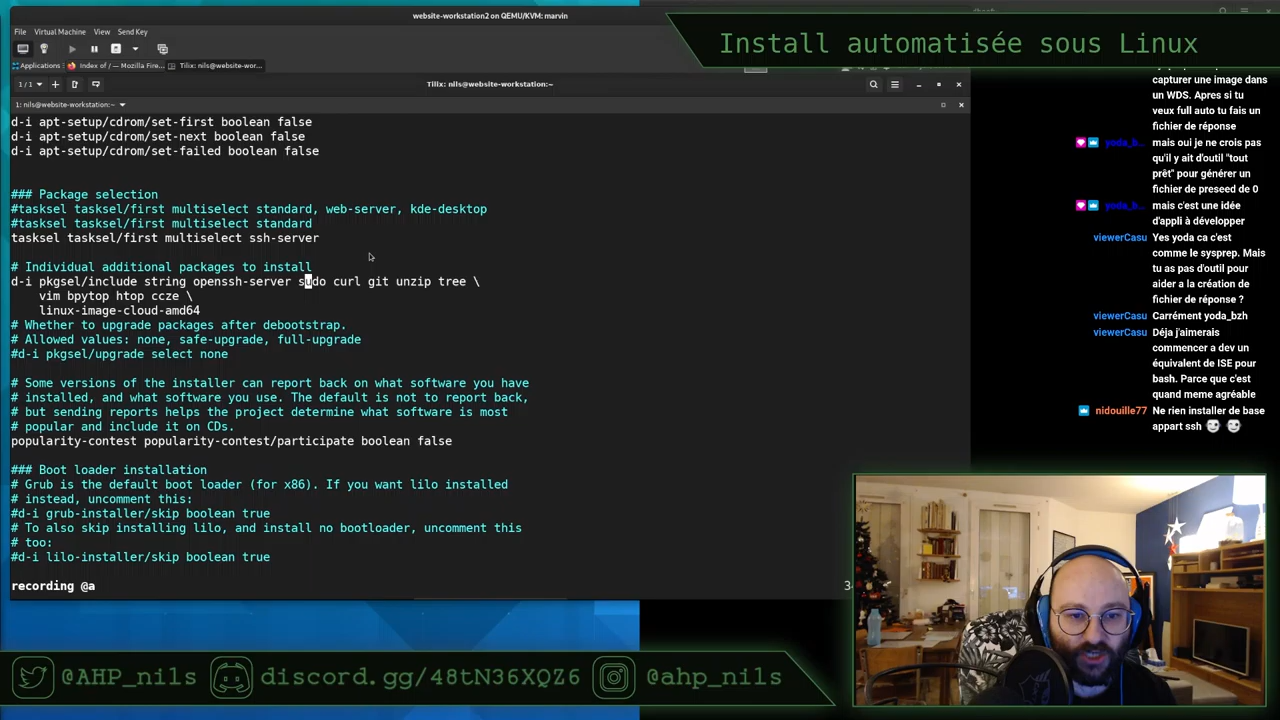 website-workstation2 on QEMU/KVM: marvin
File Virtual Machine View Send Key
Applications Index of / — Mozilla Fire... Tilix: nils@website-wor...
1 / 1
Tilix: nils@website-workstation:~
1: nils@website-workstation:~
d-i apt-setup/cdrom/set-first boolean false
d-i apt-setup/cdrom/set-next boolean false
d-i apt-setup/cdrom/set-failed boolean false
### Package selection
#tasksel tasksel/first multiselect standard, web-server, kde-desktop
#tasksel tasksel/first multiselect standard
tasksel tasksel/first multiselect ssh-server
# Individual additional packages to install
d-i pkgsel/include string openssh-server sudo curl git unzip tree \
vim bpytop htop ccze \
linux-image-cloud-amd64
# Whether to upgrade packages after debootstrap.
# Allowed values: none, safe-upgrade, full-upgrade
#d-i pkgsel/upgrade select none
# Some versions of the installer can report back on what software you have
# installed, and what software you use. The default is not to report back,
# but sending reports helps the project determine what software is most
# popular and include it on CDs.
popularity-contest popularity-contest/participate boolean false
### Boot loader installation
# Grub is the default boot loader (for x86). If you want lilo installed
# instead, uncomment this:
#d-i grub-installer/skip boolean true
# To also skip installing lilo, and install no bootloader, uncomment this
# too:
#d-i lilo-installer/skip boolean true
recording @a
Install automatisée sous Linux
capturer une image dans
un WDS. Apres si tu
veux full auto tu fais un
fichier de réponse
yoda_b... mais oui je ne crois pas
qu'il y ait d'outil "tout
prêt" pour générer un
fichier de preseed de 0
yoda_b... mais c'est une idée
d'appli à développer
viewerCasu Yes yoda ca c'est
comme le sysprep. Mais
tu as pas d'outil pour
aider a la création de
fichier de réponse ?
viewerCasu Carrément yoda_bzh
viewerCasu Déja j'aimerais
commencer a dev un
équivalent de ISE pour
bash. Parce que c'est
quand meme agréable
nidouille77 Ne rien installer de base
appart ssh
@AHP_nils discord.gg/48tN36XQZ6 @ahp_nils